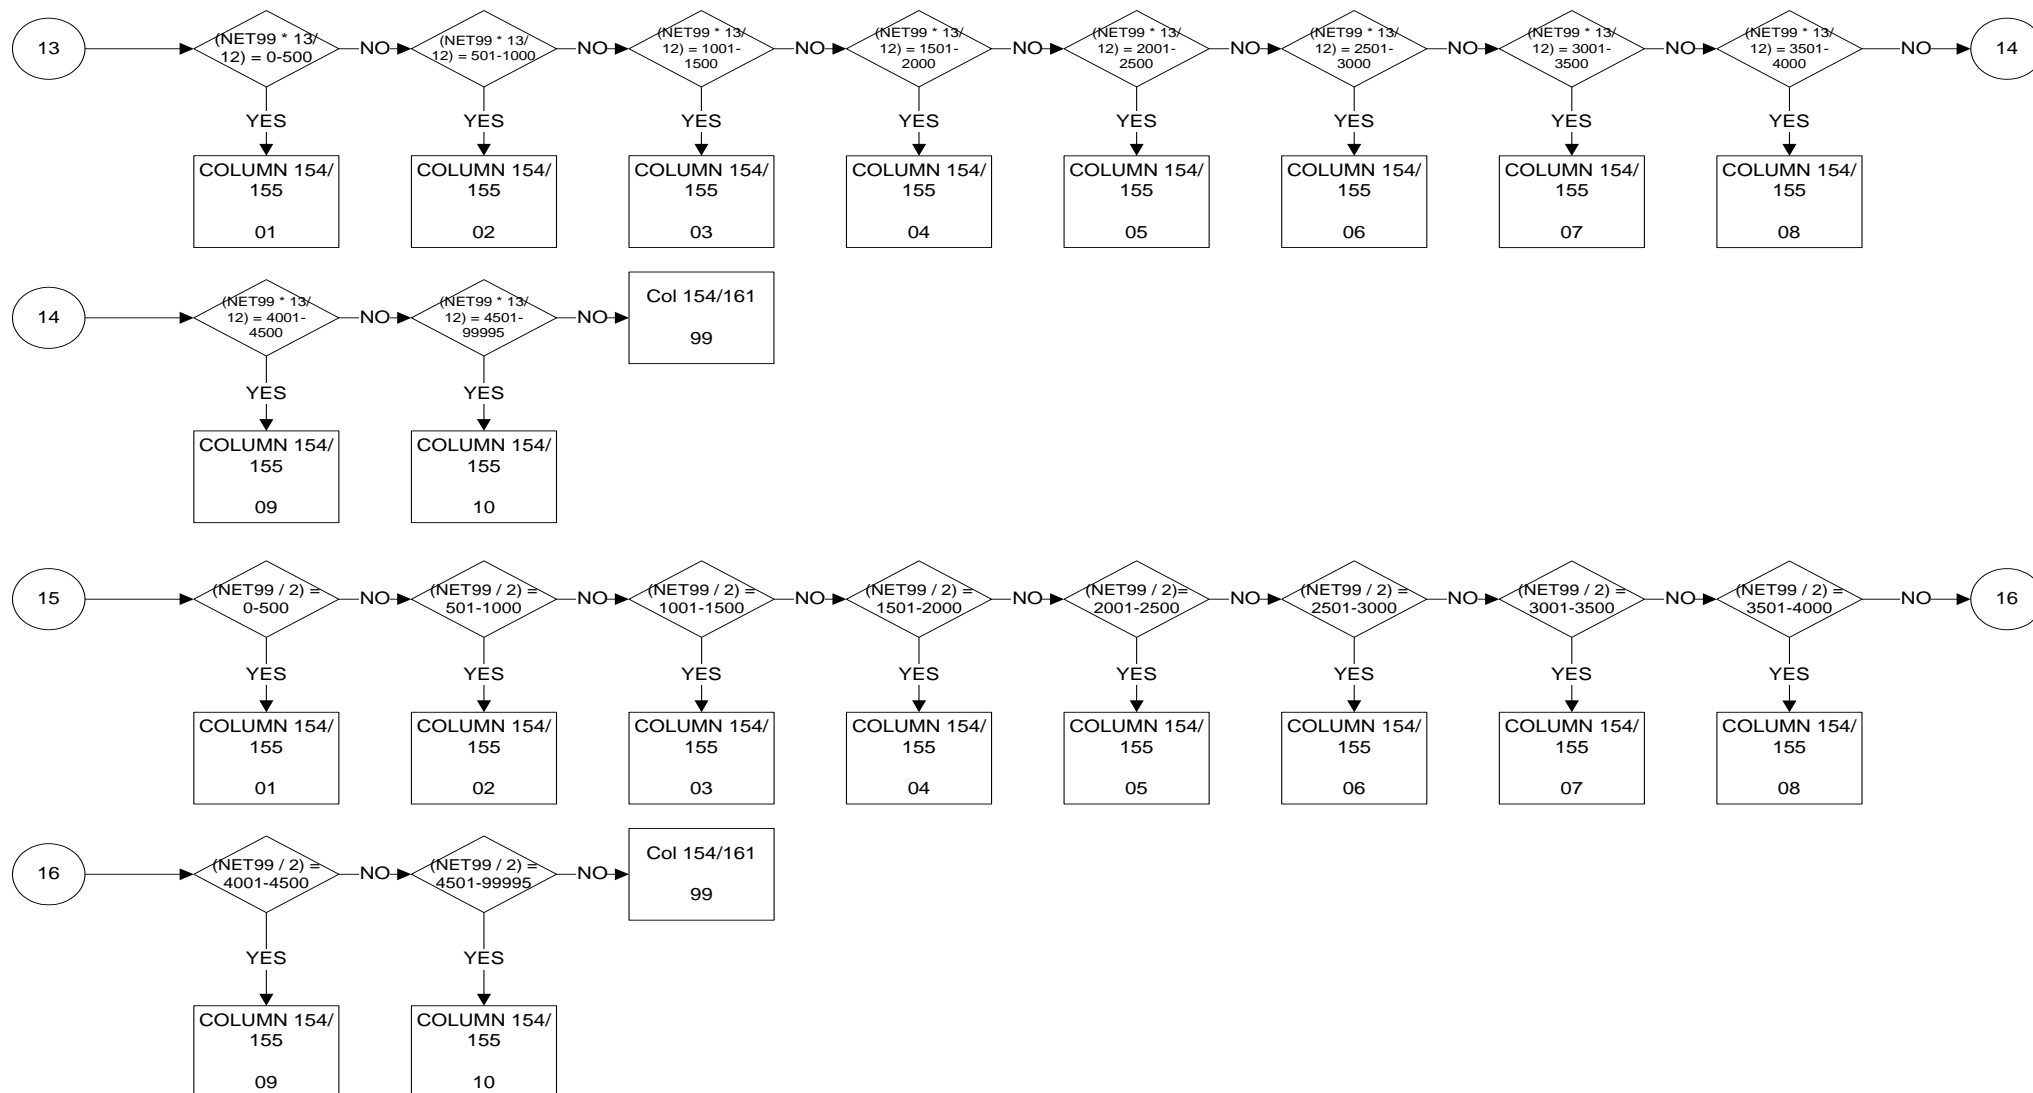 13
(NET99 * 13/
12) = 0-500
NO
(NET99 * 13/
12) = 501-1000
NO
(NET99 * 13/
12) = 1001-
1500
NO
(NET99 * 13/
12) = 1501-
2000
NO
(NET99 * 13/
12) = 2001-
2500
NO
(NET99 * 13/
12) = 2501-
3000
NO
(NET99 * 13/
12) = 3001-
3500
NO
(NET99 * 13/
12) = 3501-
4000
NO
14
YES
YES
YES
YES
YES
YES
YES
YES
COLUMN 154/
155
01
COLUMN 154/
155
02
COLUMN 154/
155
03
COLUMN 154/
155
04
COLUMN 154/
155
05
COLUMN 154/
155
06
COLUMN 154/
155
07
COLUMN 154/
155
08
14
(NET99 * 13/
12) = 4001-
4500
NO
(NET99 * 13/
12) = 4501-
99995
NO
Col 154/161
99
YES
YES
COLUMN 154/
155
09
COLUMN 154/
155
10
15
(NET99 / 2) =
0-500
NO
(NET99 / 2) =
501-1000
NO
(NET99 / 2) =
1001-1500
NO
(NET99 / 2) =
1501-2000
NO
(NET99 / 2)=
2001-2500
NO
(NET99 / 2) =
2501-3000
NO
(NET99 / 2) =
3001-3500
NO
(NET99 / 2) =
3501-4000
NO
16
YES
YES
YES
YES
YES
YES
YES
YES
COLUMN 154/
155
01
COLUMN 154/
155
02
COLUMN 154/
155
03
COLUMN 154/
155
04
COLUMN 154/
155
05
COLUMN 154/
155
06
COLUMN 154/
155
07
COLUMN 154/
155
08
16
(NET99 / 2) =
4001-4500
NO
(NET99 / 2) =
4501-99995
NO
Col 154/161
99
YES
YES
COLUMN 154/
155
09
COLUMN 154/
155
10